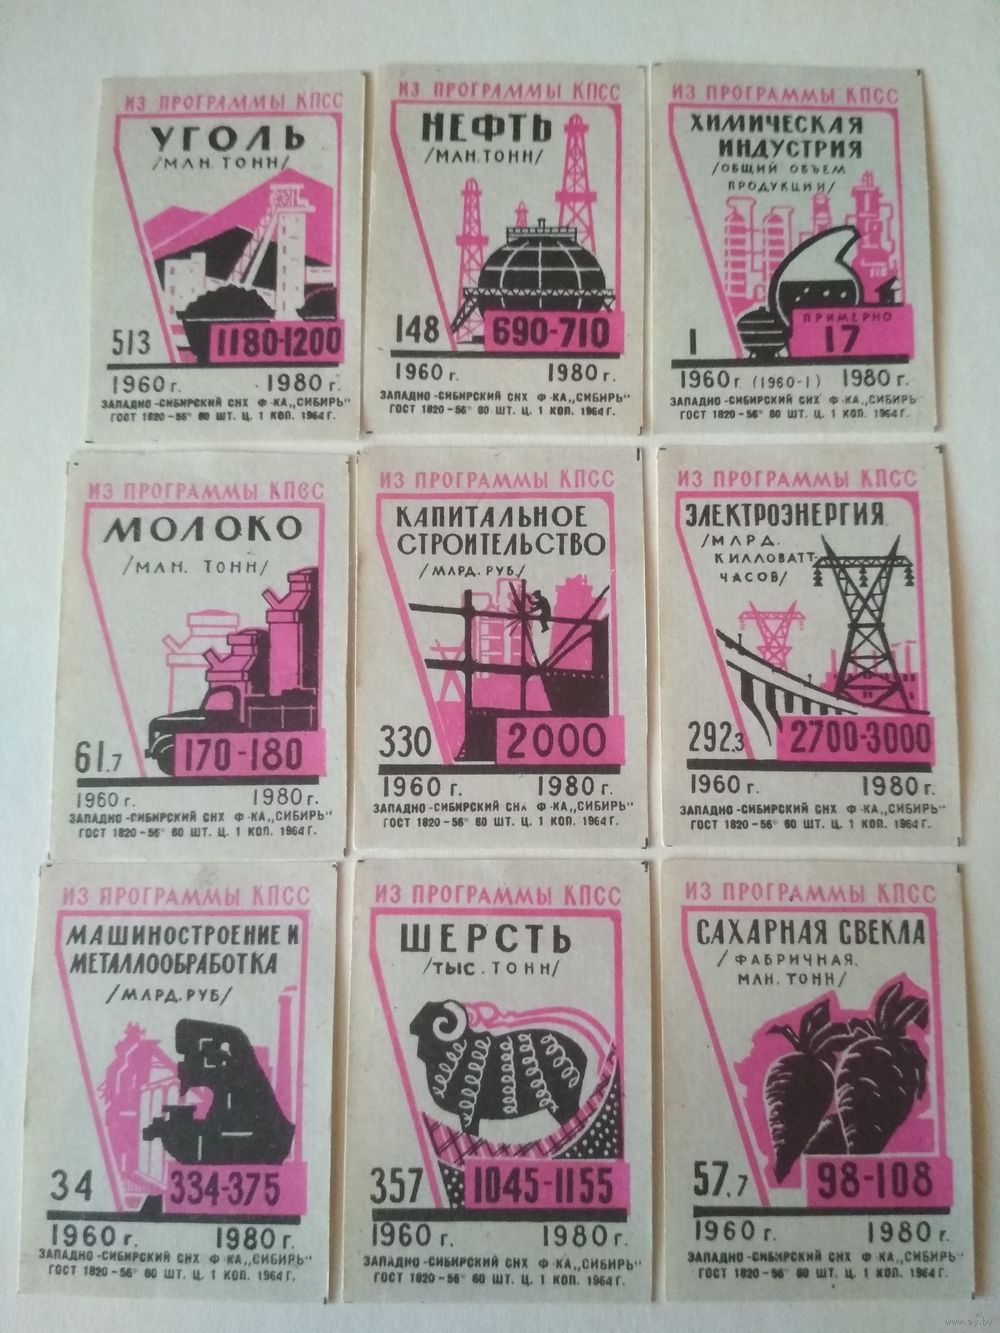 ИЗ ПРОГРАММЫ КПСС
УГОЛЬ
/МЛН. ТОНН/
513
1180-1200
1960 г.
1980 г.
ЗАПАДНО-СИБИРСКИЙ СНХ Ф-КА „СИБИРЬ"
ГОСТ 1820-56° 60 ШТ. Ц. 1 КОП. 1964 Г.
ИЗ ПРОГРАММЫ КПСС
НЕФТЬ
/МЛН. ТОНН/
148
690-710
1960 г.
1980 г.
ЗАПАДНО-СИБИРСКИЙ СНХ Ф-КА „СИБИРЬ"
ГОСТ 1820-56° 60 ШТ. Ц. 1 КОП. 1964 Г.
ИЗ ПРОГРАММЫ КПСС
ХИМИЧЕСКАЯ
ИНДУСТРИЯ
/ОБЩИЙ ОБЪЕМ
ПРОДУКЦИИ/
ПРИМЕРНО
1
17
1960 г. (1960-1) 1980 г.
ЗАПАДНО-СИБИРСКИЙ СНХ Ф-КА „СИБИРЬ"
ГОСТ 1820-56° 60 ШТ. Ц. 1 КОП. 1964 Г.
ИЗ ПРОГРАММЫ КПСС
МОЛОКО
/МЛН. ТОНН/
61.7
170-180
1960 г.
1980 г.
ЗАПАДНО-СИБИРСКИЙ СНХ Ф-КА „СИБИРЬ"
ГОСТ 1820-56° 60 ШТ. Ц. 1 КОП. 1964 Г.
ИЗ ПРОГРАММЫ КПСС
КАПИТАЛЬНОЕ
СТРОИТЕЛЬСТВО
/МЛРД. РУБ/
330
2000
1960 г.
1980 г.
ЗАПАДНО-СИБИРСКИЙ СНХ Ф-КА „СИБИРЬ"
ГОСТ 1820-56° 60 ШТ. Ц. 1 КОП. 1964 Г.
ИЗ ПРОГРАММЫ КПСС
ЭЛЕКТРОЭНЕРГИЯ
/МЛРД.
КИЛЛОВАТТ-
ЧАСОВ/
292,3
2700-3000
1960 г.
1980 г.
ЗАПАДНО-СИБИРСКИЙ СНХ Ф-КА „СИБИРЬ"
ГОСТ 1820-56° 60 ШТ. Ц. 1 КОП. 1964 Г.
ИЗ ПРОГРАММЫ КПСС
МАШИНОСТРОЕНИЕ И
МЕТАЛЛООБРАБОТКА
/МЛРД. РУБ/
34
334-375
1960 г.
1980 г.
ЗАПАДНО-СИБИРСКИЙ СНХ Ф-КА „СИБИРЬ"
ГОСТ 1820-56° 60 ШТ. Ц. 1 КОП. 1964 Г.
ИЗ ПРОГРАММЫ КПСС
ШЕРСТЬ
/ТЫС. ТОНН/
357
1045-1155
1960 г.
1980 г.
ЗАПАДНО-СИБИРСКИЙ СНХ Ф-КА „СИБИРЬ"
ГОСТ 1820-56° 60 ШТ. Ц. 1 КОП. 1964 Г.
ИЗ ПРОГРАММЫ КПСС
САХАРНАЯ СВЕКЛА
/ФАБРИЧНАЯ.
МЛН. ТОНН/
57,7
98-108
1960 г.
1980 г.
ЗАПАДНО-СИБИРСКИЙ СНХ Ф-КА „СИБИРЬ"
ГОСТ 1820-56° 60 ШТ. Ц. 1 КОП. 1964 Г.
www.ay.by